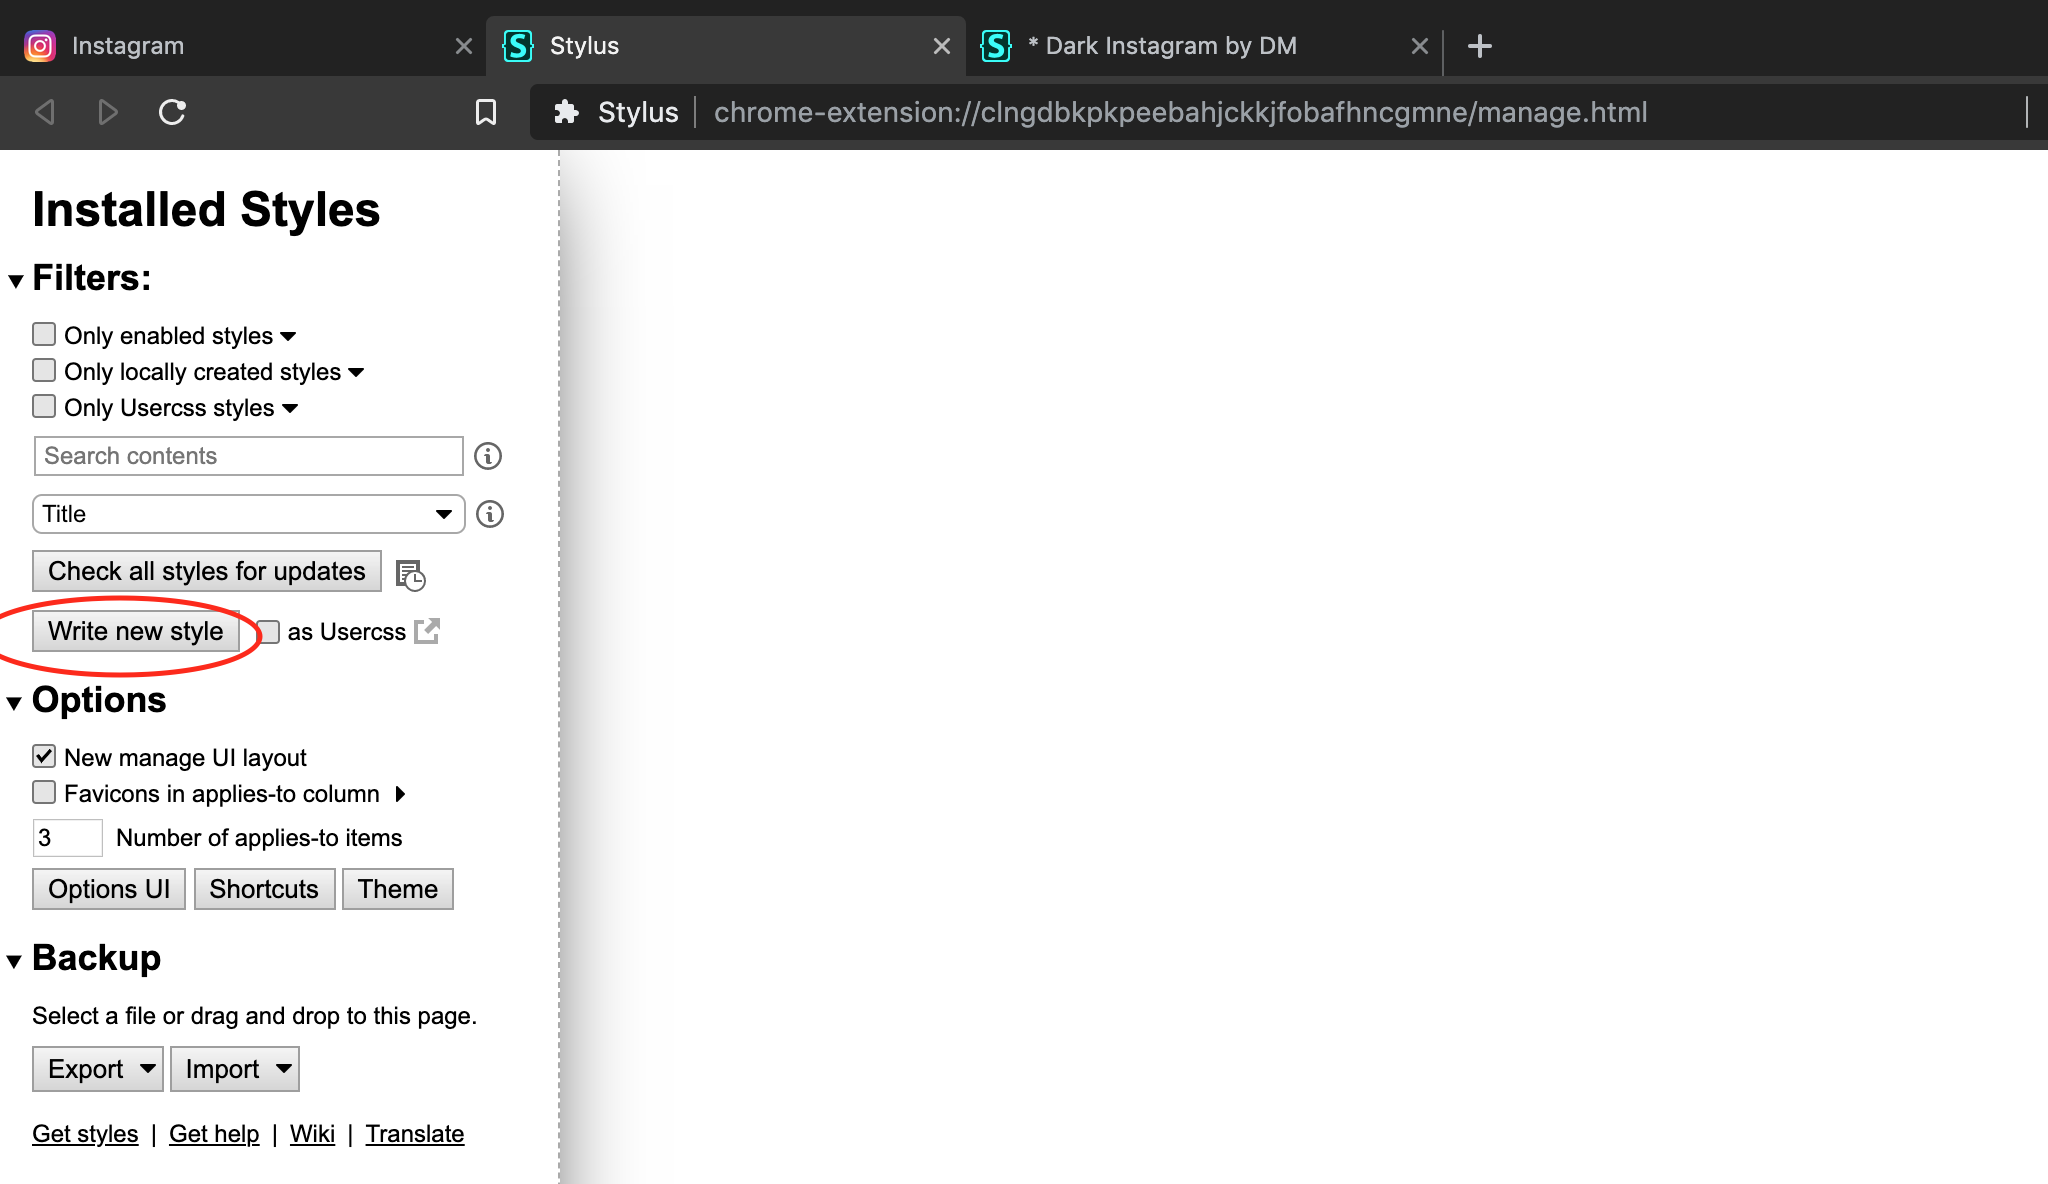 Instagram
Stylus
* Dark Instagram by DM
Stylus | chrome-extension://clngdbkpkpeebahjckkjfobafhncgmne/manage.html
Installed Styles
Filters:
Only enabled styles
Only locally created styles
Only Usercss styles
Search contents
Title
Check all styles for updates
Write new style as Usercss
Options
New manage UI layout
Favicons in applies-to column
3 Number of applies-to items
Options UI Shortcuts Theme
Backup
Select a file or drag and drop to this page.
Export Import
Get styles | Get help | Wiki | Translate